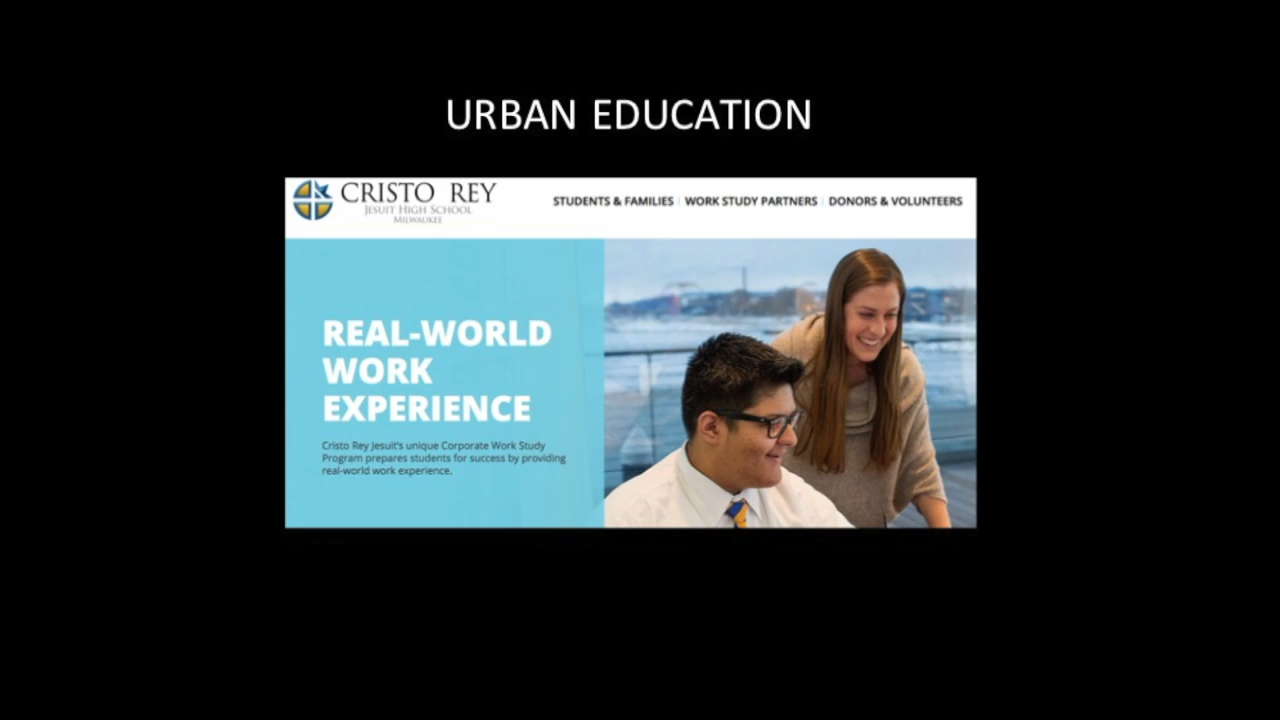 URBAN EDUCATION
CRISTO REY
JESUIT HIGH SCHOOL
MILWAUKEE
STUDENTS & FAMILIES | WORK STUDY PARTNERS | DONORS & VOLUNTEERS
REAL-WORLD
WORK
EXPERIENCE
Cristo Rey Jesuit's unique Corporate Work Study
Program prepares students for success by providing
real-world work experience.